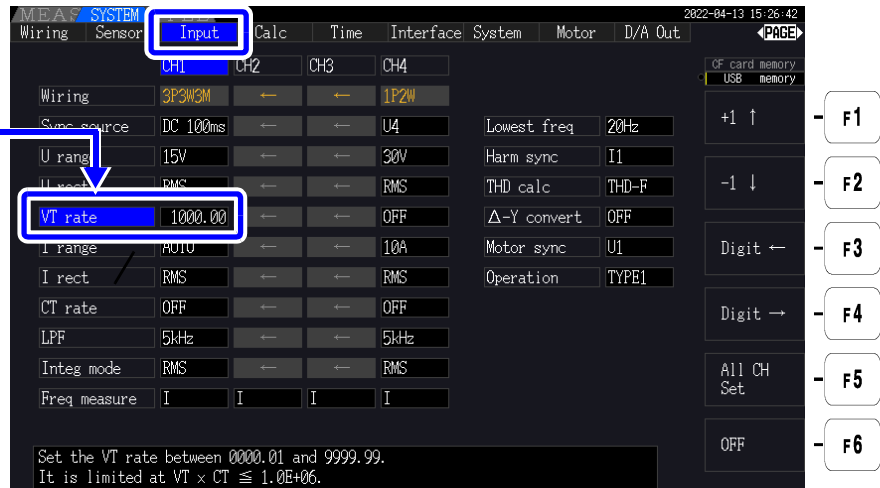 MEAS SYSTEM
2022-04-13 15:26:42
Wiring Sensor Input Calc Time Interface System Motor D/A Out PAGE
CH1 CH2 CH3 CH4
CF card memory
USB memory
Wiring 3P3W3M ← ← 1P2W
+1 ↑ F1
Sync source DC 100ms ← ← U4 Lowest freq 20Hz
U range 15V ← ← 30V Harm sync I1
U rect RMS ← ← RMS THD calc THD-F
-1 ↓ F2
VT rate 1000.00 ← ← OFF Δ-Y convert OFF
I range AUTO ← ← 10A Motor sync U1
Digit ← F3
I rect RMS ← ← RMS Operation TYPE1
CT rate OFF ← ← OFF
Digit → F4
LPF 5kHz ← ← 5kHz
Integ mode RMS ← ← RMS
All CH
Set F5
Freq measure I I I I
OFF F6
Set the VT rate between 0000.01 and 9999.99.
It is limited at VT × CT ≦ 1.0E+06.